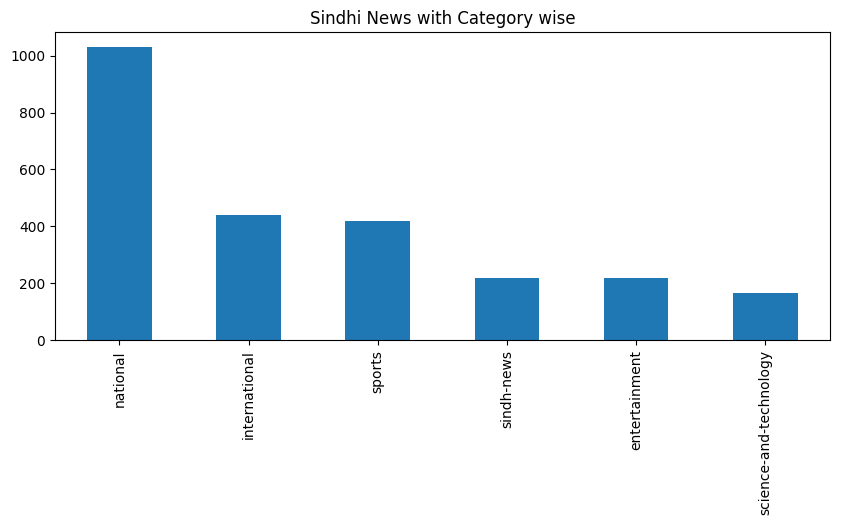 Sindhi News with Category wise
1000
800
600
400
200
0
national
international
sports
sindh-news
entertainment
science-and-technology